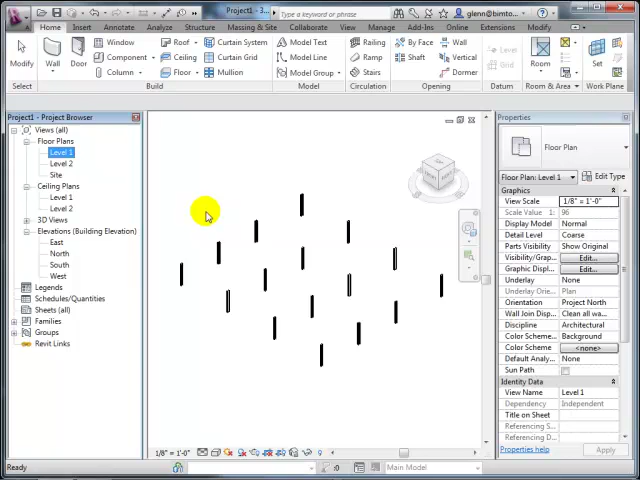 Project1 - 3...
Type a keyword or phrase
glenn@bimto...
Home Insert Annotate Analyze Structure Massing & Site Collaborate View Manage Add-Ins Online Extensions Modify
Modify
Wall
Door
Window
Component
Column
Roof
Ceiling
Floor
Curtain System
Curtain Grid
Mullion
Model Text
Model Line
Model Group
Railing
Ramp
Stairs
By Face
Shaft
Wall
Vertical
Dormer
Level
Grid
Room
Set
Select Build Model Circulation Opening Datum Room & Area Work Plane
Project1 - Project Browser
Views (all)
Floor Plans
Level 1
Level 2
Site
Ceiling Plans
Level 1
Level 2
3D Views
Elevations (Building Elevation)
East
North
South
West
Legends
Schedules/Quantities
Sheets (all)
Families
Groups
Revit Links
Properties
Floor Plan
Floor Plan: Level 1 Edit Type
Graphics
View Scale 1/8" = 1'-0"
Scale Value 1: 96
Display Model Normal
Detail Level Coarse
Parts Visibility Show Original
Visibility/Grap... Edit...
Graphic Displ... Edit...
Underlay None
Underlay Orie... Plan
Orientation Project North
Wall Join Disp... Clean all wa...
Discipline Architectural
Color Scheme... Background
Color Scheme <none>
Default Analy... None
Sun Path
Identity Data
View Name Level 1
Dependency Independent
Title on Sheet
Referencing S...
Properties help Apply
1/8" = 1'-0"
Ready
:0
Main Model